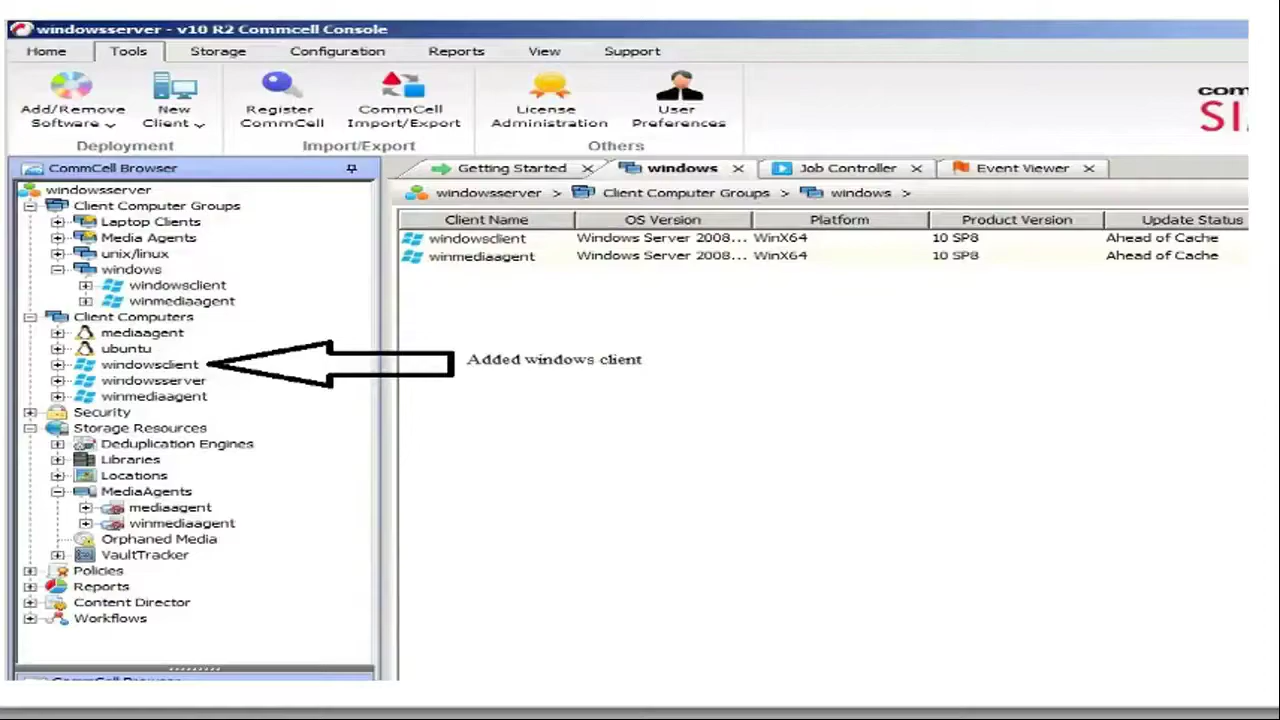 windowsserver - v10 R2 Commcell Console
Home Tools Storage Configuration Reports View Support
Add/Remove Software
New Client
Register CommCell
CommCell Import/Export
License Administration
User Preferences
Deployment Import/Export Others
com
SI
CommCell Browser
Getting Started windows Job Controller Event Viewer
windowsserver > Client Computer Groups > windows >
Client Name OS Version Platform Product Version Update Status
windowsclient Windows Server 2008... WinX64 10 SP8 Ahead of Cache
winmediaagent Windows Server 2008... WinX64 10 SP8 Ahead of Cache
windowsserver
Client Computer Groups
Laptop Clients
Media Agents
unix/linux
windows
windowsclient
winmediaagent
Client Computers
mediaagent
ubuntu
windowsclient
Added windows client
windowsserver
winmediaagent
Security
Storage Resources
Deduplication Engines
Libraries
Locations
MediaAgents
mediaagent
winmediaagent
Orphaned Media
VaultTracker
Policies
Reports
Content Director
Workflows